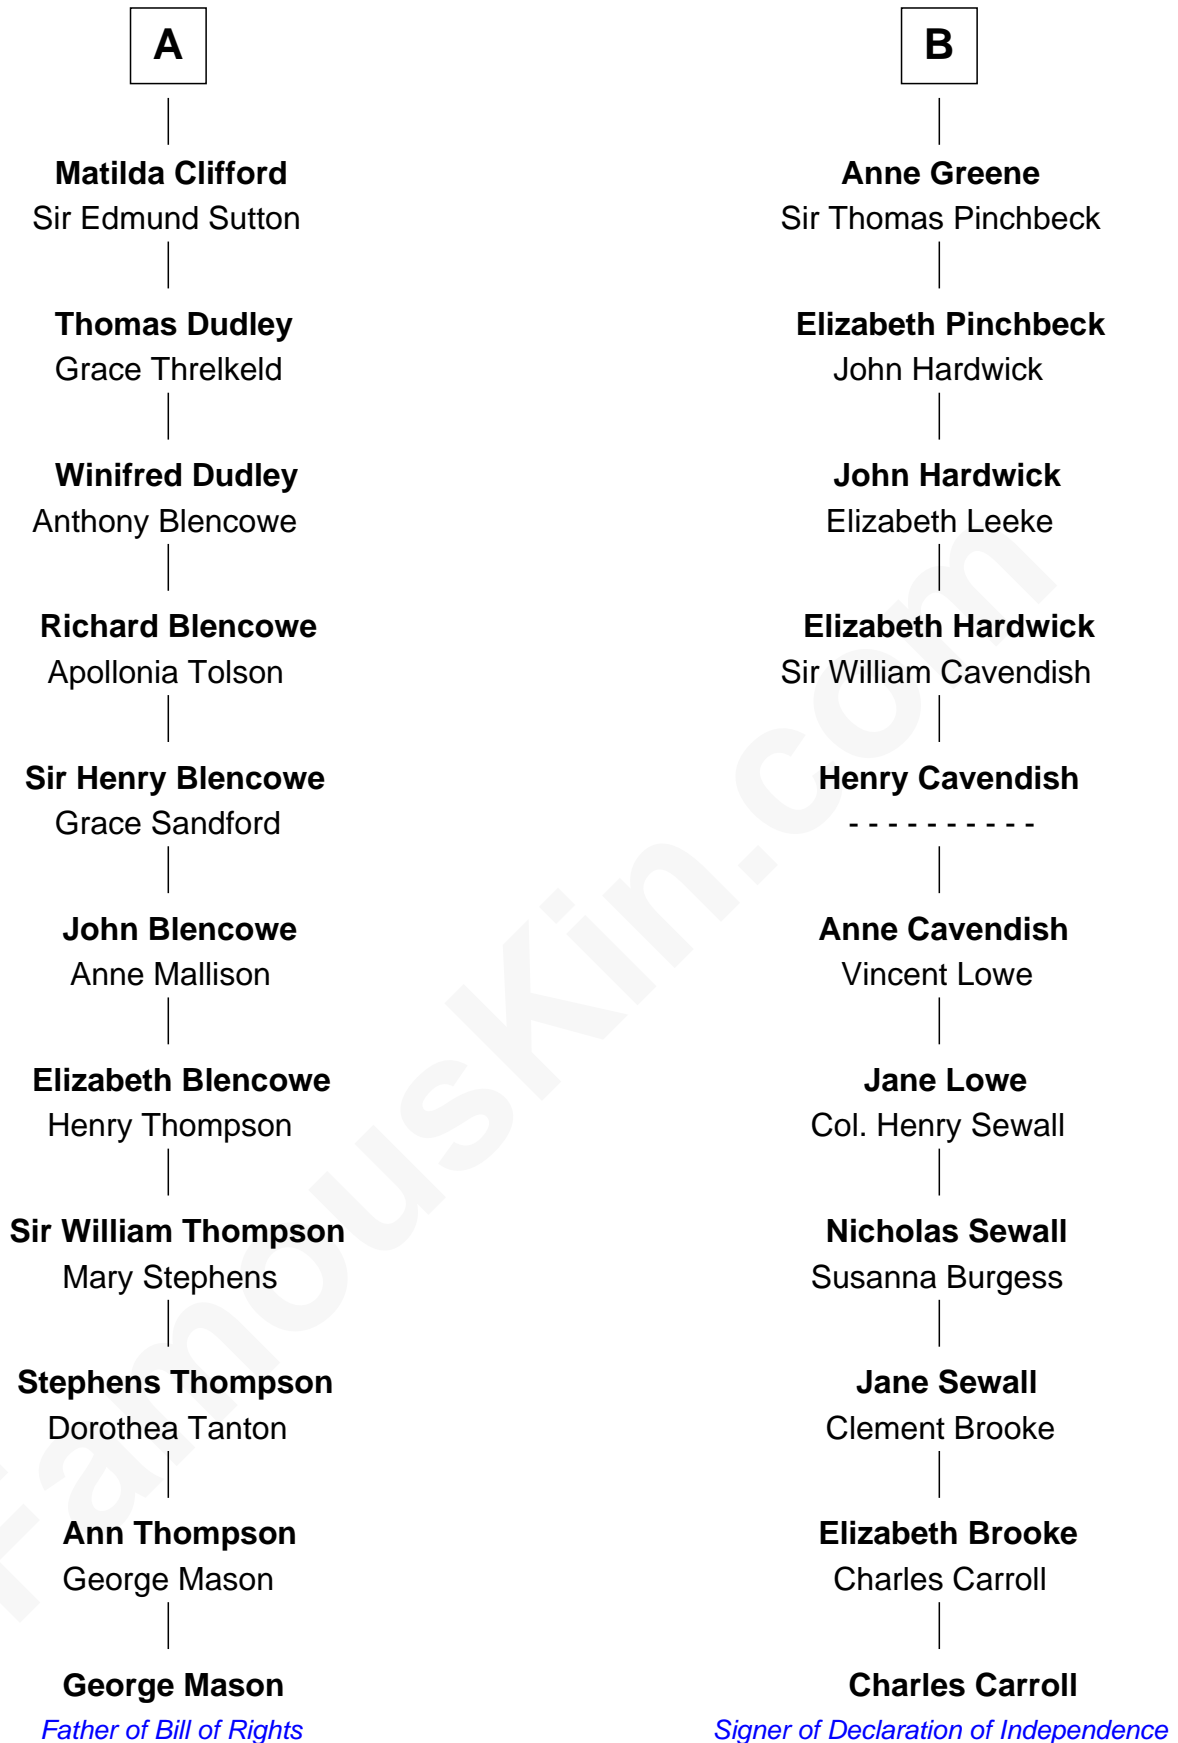 A
Matilda Clifford
Sir Edmund Sutton
Thomas Dudley
Grace Threlkeld
Winifred Dudley
Anthony Blencowe
Richard Blencowe
Apollonia Tolson
Sir Henry Blencowe
Grace Sandford
John Blencowe
Anne Mallison
Elizabeth Blencowe
Henry Thompson
Sir William Thompson
Mary Stephens
Stephens Thompson
Dorothea Tanton
Ann Thompson
George Mason
George Mason
Father of Bill of Rights
B
Anne Greene
Sir Thomas Pinchbeck
Elizabeth Pinchbeck
John Hardwick
John Hardwick
Elizabeth Leeke
Elizabeth Hardwick
Sir William Cavendish
Henry Cavendish
- - - - - - - - - -
Anne Cavendish
Vincent Lowe
Jane Lowe
Col. Henry Sewall
Nicholas Sewall
Susanna Burgess
Jane Sewall
Clement Brooke
Elizabeth Brooke
Charles Carroll
Charles Carroll
Signer of Declaration of Independence
FamousKin.com